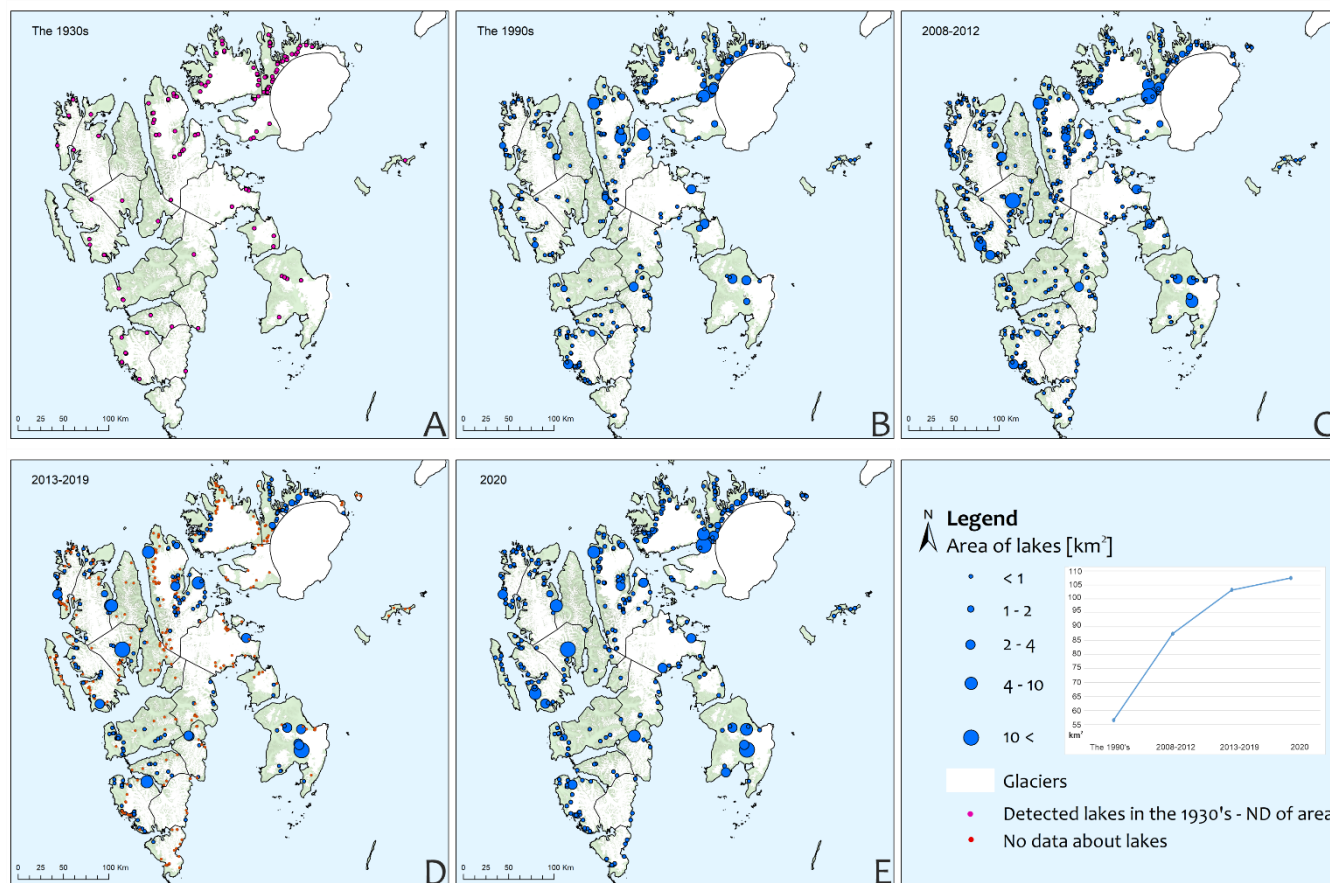 The 1930s
0 25 50 100 Km
A
The 1990s
0 25 50 100 Km
B
2008-2012
0 25 50 100 Km
C
2013-2019
0 25 50 100 Km
D
2020
0 25 50 100 Km
E
N
Legend
Area of lakes [km²]
< 1
1 - 2
2 - 4
4 - 10
10 <
110
105
100
95
90
85
80
75
70
65
60
55
km²
The 1990's 2008-2012 2013-2019 2020
Glaciers
Detected lakes in the 1930's - ND of area
No data about lakes